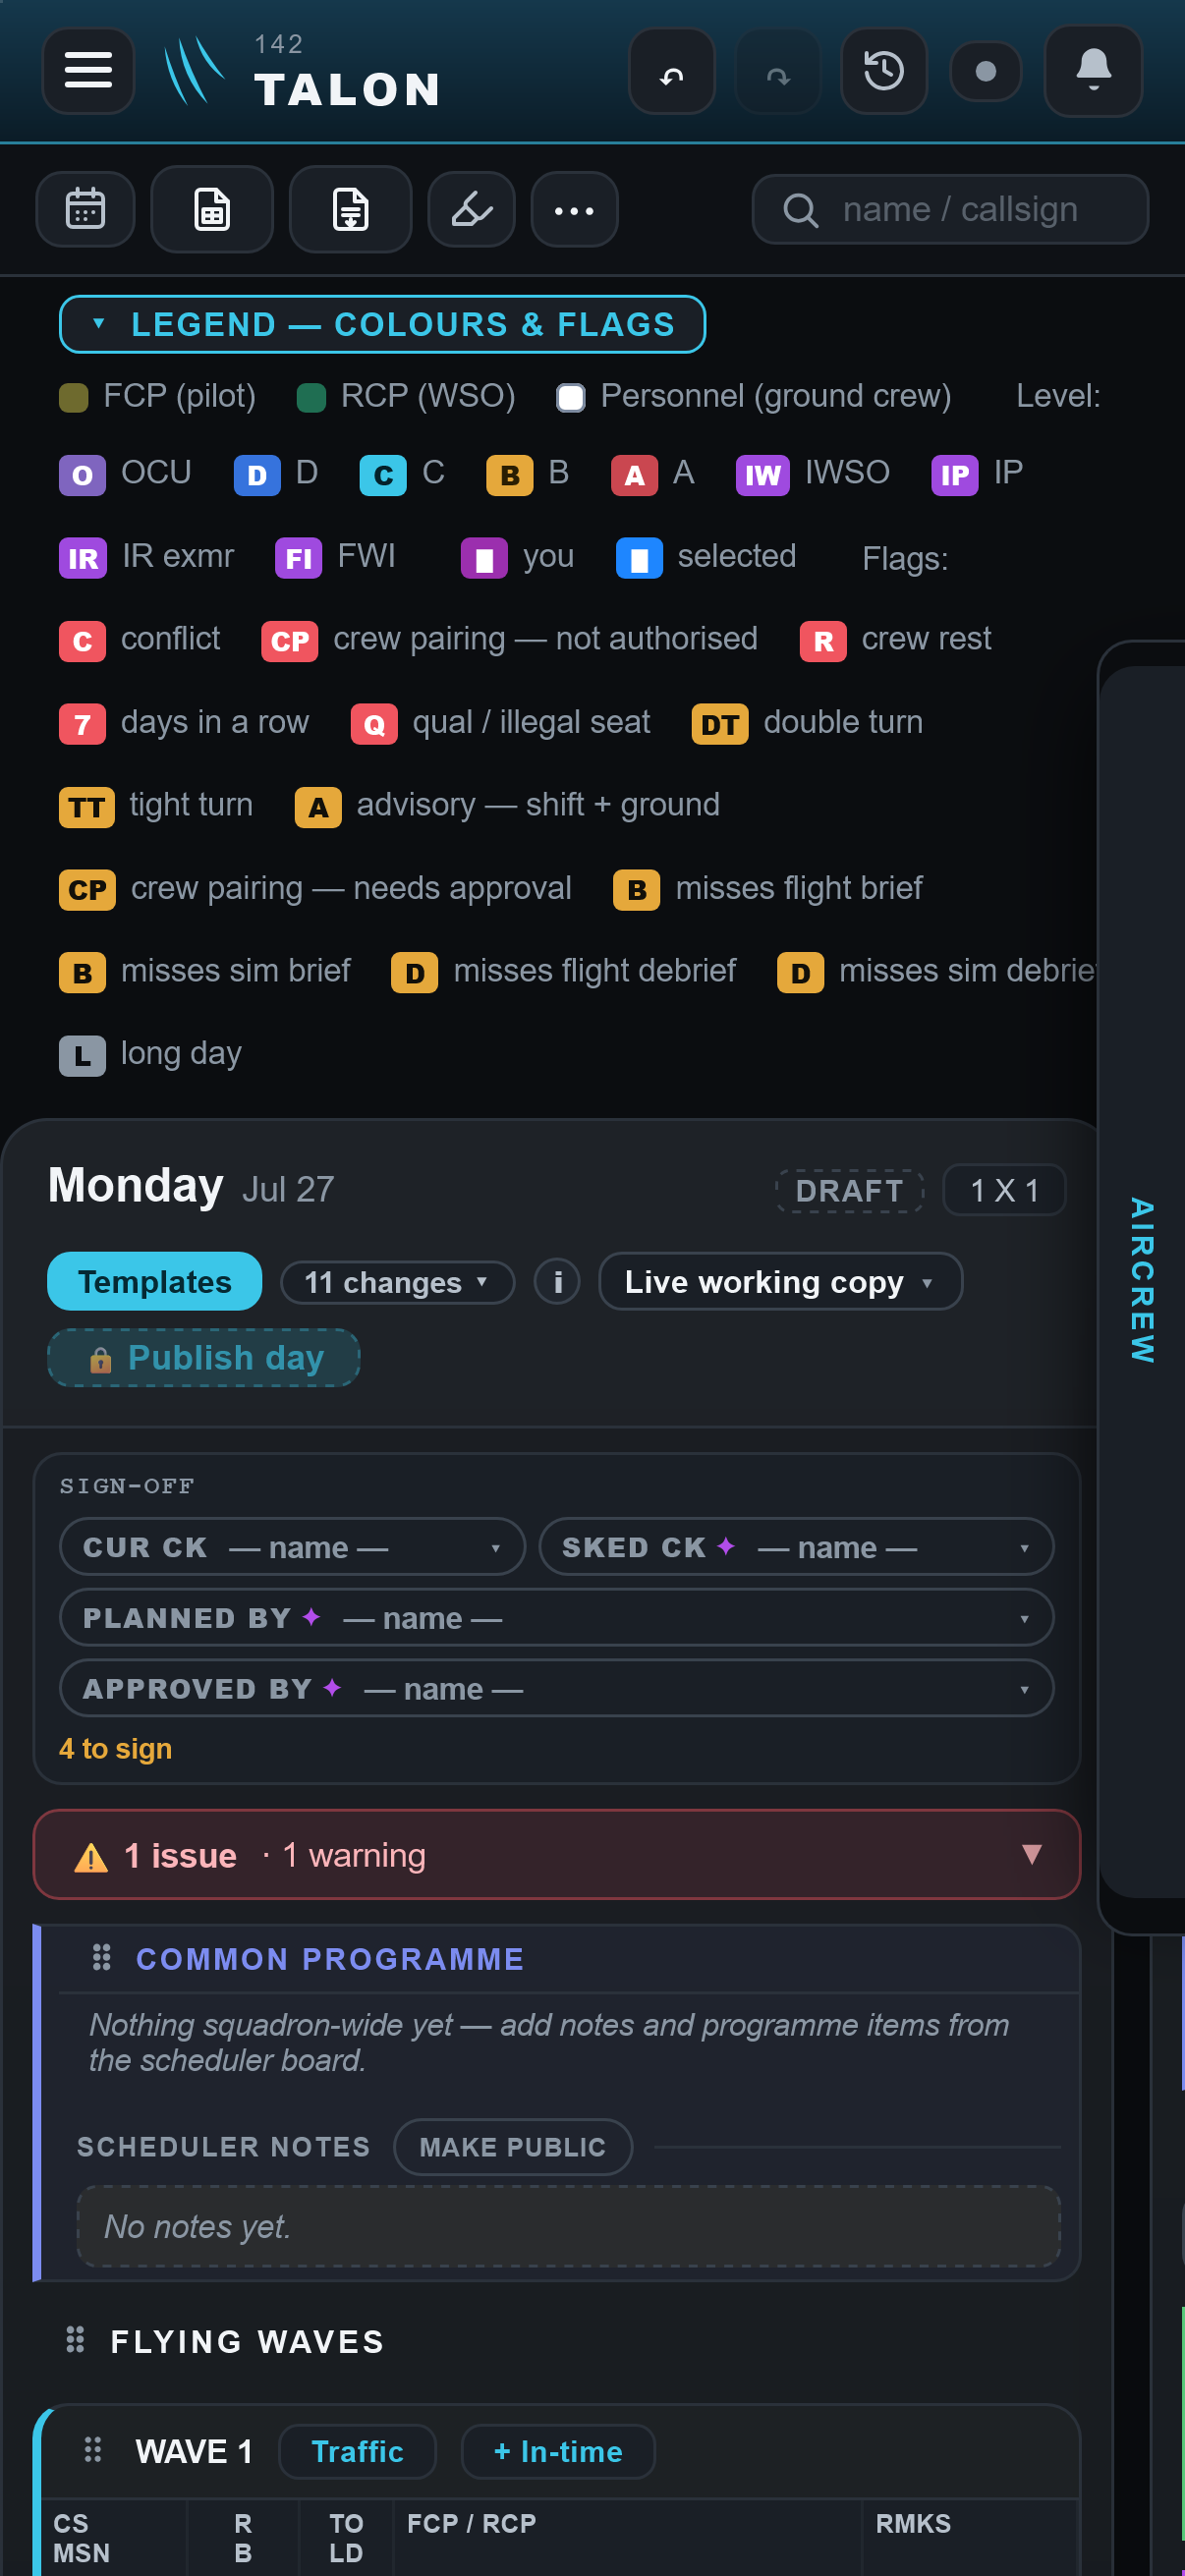 142
TALON
name / callsign
▼ LEGEND — COLOURS & FLAGS
FCP (pilot) RCP (WSO) Personnel (ground crew) Level:
O OCU D D C C B B A A IW IWSO IP IP
IR IR exmr FI FWI you selected Flags:
C conflict CP crew pairing — not authorised R crew rest
7 days in a row Q qual / illegal seat DT double turn
TT tight turn A advisory — shift + ground
CP crew pairing — needs approval B misses flight brief
B misses sim brief D misses flight debrief D misses sim debrief
L long day
AIRCREW
Monday Jul 27 DRAFT 1 X 1
Templates 11 changes ▼ i Live working copy ▼
Publish day
SIGN-OFF
CUR CK — name — ▼ SKED CK ✦ — name — ▼
PLANNED BY ✦ — name — ▼
APPROVED BY ✦ — name — ▼
4 to sign
⚠ 1 issue · 1 warning ▼
COMMON PROGRAMME
Nothing squadron-wide yet — add notes and programme items from
the scheduler board.
SCHEDULER NOTES MAKE PUBLIC
No notes yet.
FLYING WAVES
WAVE 1 Traffic + In-time
CS R TO FCP / RCP RMKS
MSN B LD